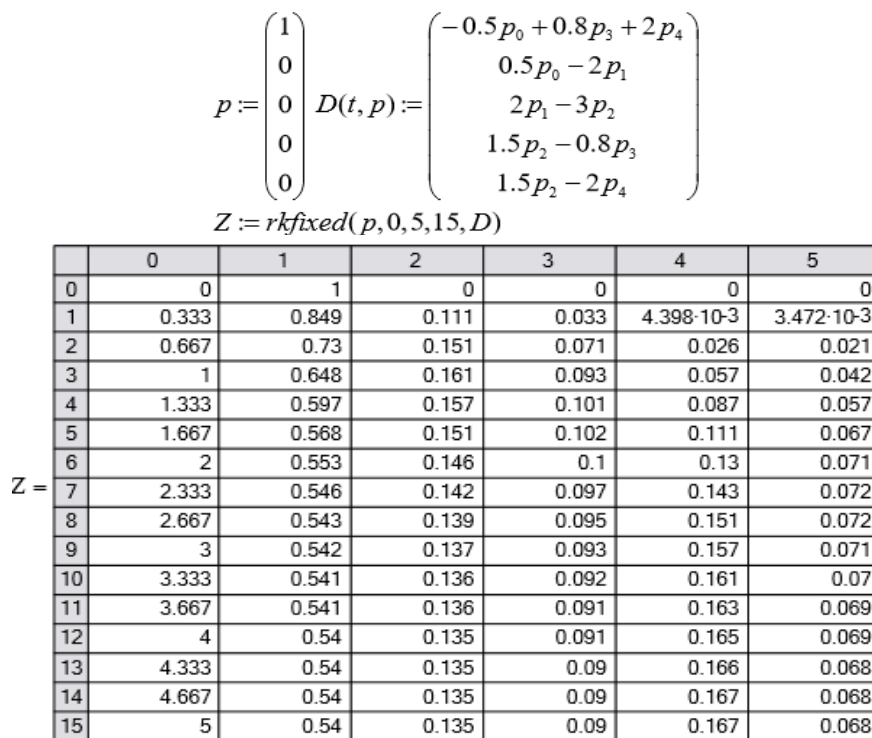 p := (1 0 0 0 0) D(t, p) := (−0.5p₀ + 0.8p₃ + 2p₄
0.5p₀ − 2p₁
2p₁ − 3p₂
1.5p₂ − 0.8p₃
1.5p₂ − 2p₄)
Z := rkfixed(p,0,5,15,D)
0 1 2 3 4 5
0 0 1 0 0 0 0
1 0.333 0.849 0.111 0.033 4.398·10-3 3.472·10-3
2 0.667 0.73 0.151 0.071 0.026 0.021
3 1 0.648 0.161 0.093 0.057 0.042
4 1.333 0.597 0.157 0.101 0.087 0.057
5 1.667 0.568 0.151 0.102 0.111 0.067
6 2 0.553 0.146 0.1 0.13 0.071
Z = 7 2.333 0.546 0.142 0.097 0.143 0.072
8 2.667 0.543 0.139 0.095 0.151 0.072
9 3 0.542 0.137 0.093 0.157 0.071
10 3.333 0.541 0.136 0.092 0.161 0.07
11 3.667 0.541 0.136 0.091 0.163 0.069
12 4 0.54 0.135 0.091 0.165 0.069
13 4.333 0.54 0.135 0.09 0.166 0.068
14 4.667 0.54 0.135 0.09 0.167 0.068
15 5 0.54 0.135 0.09 0.167 0.068